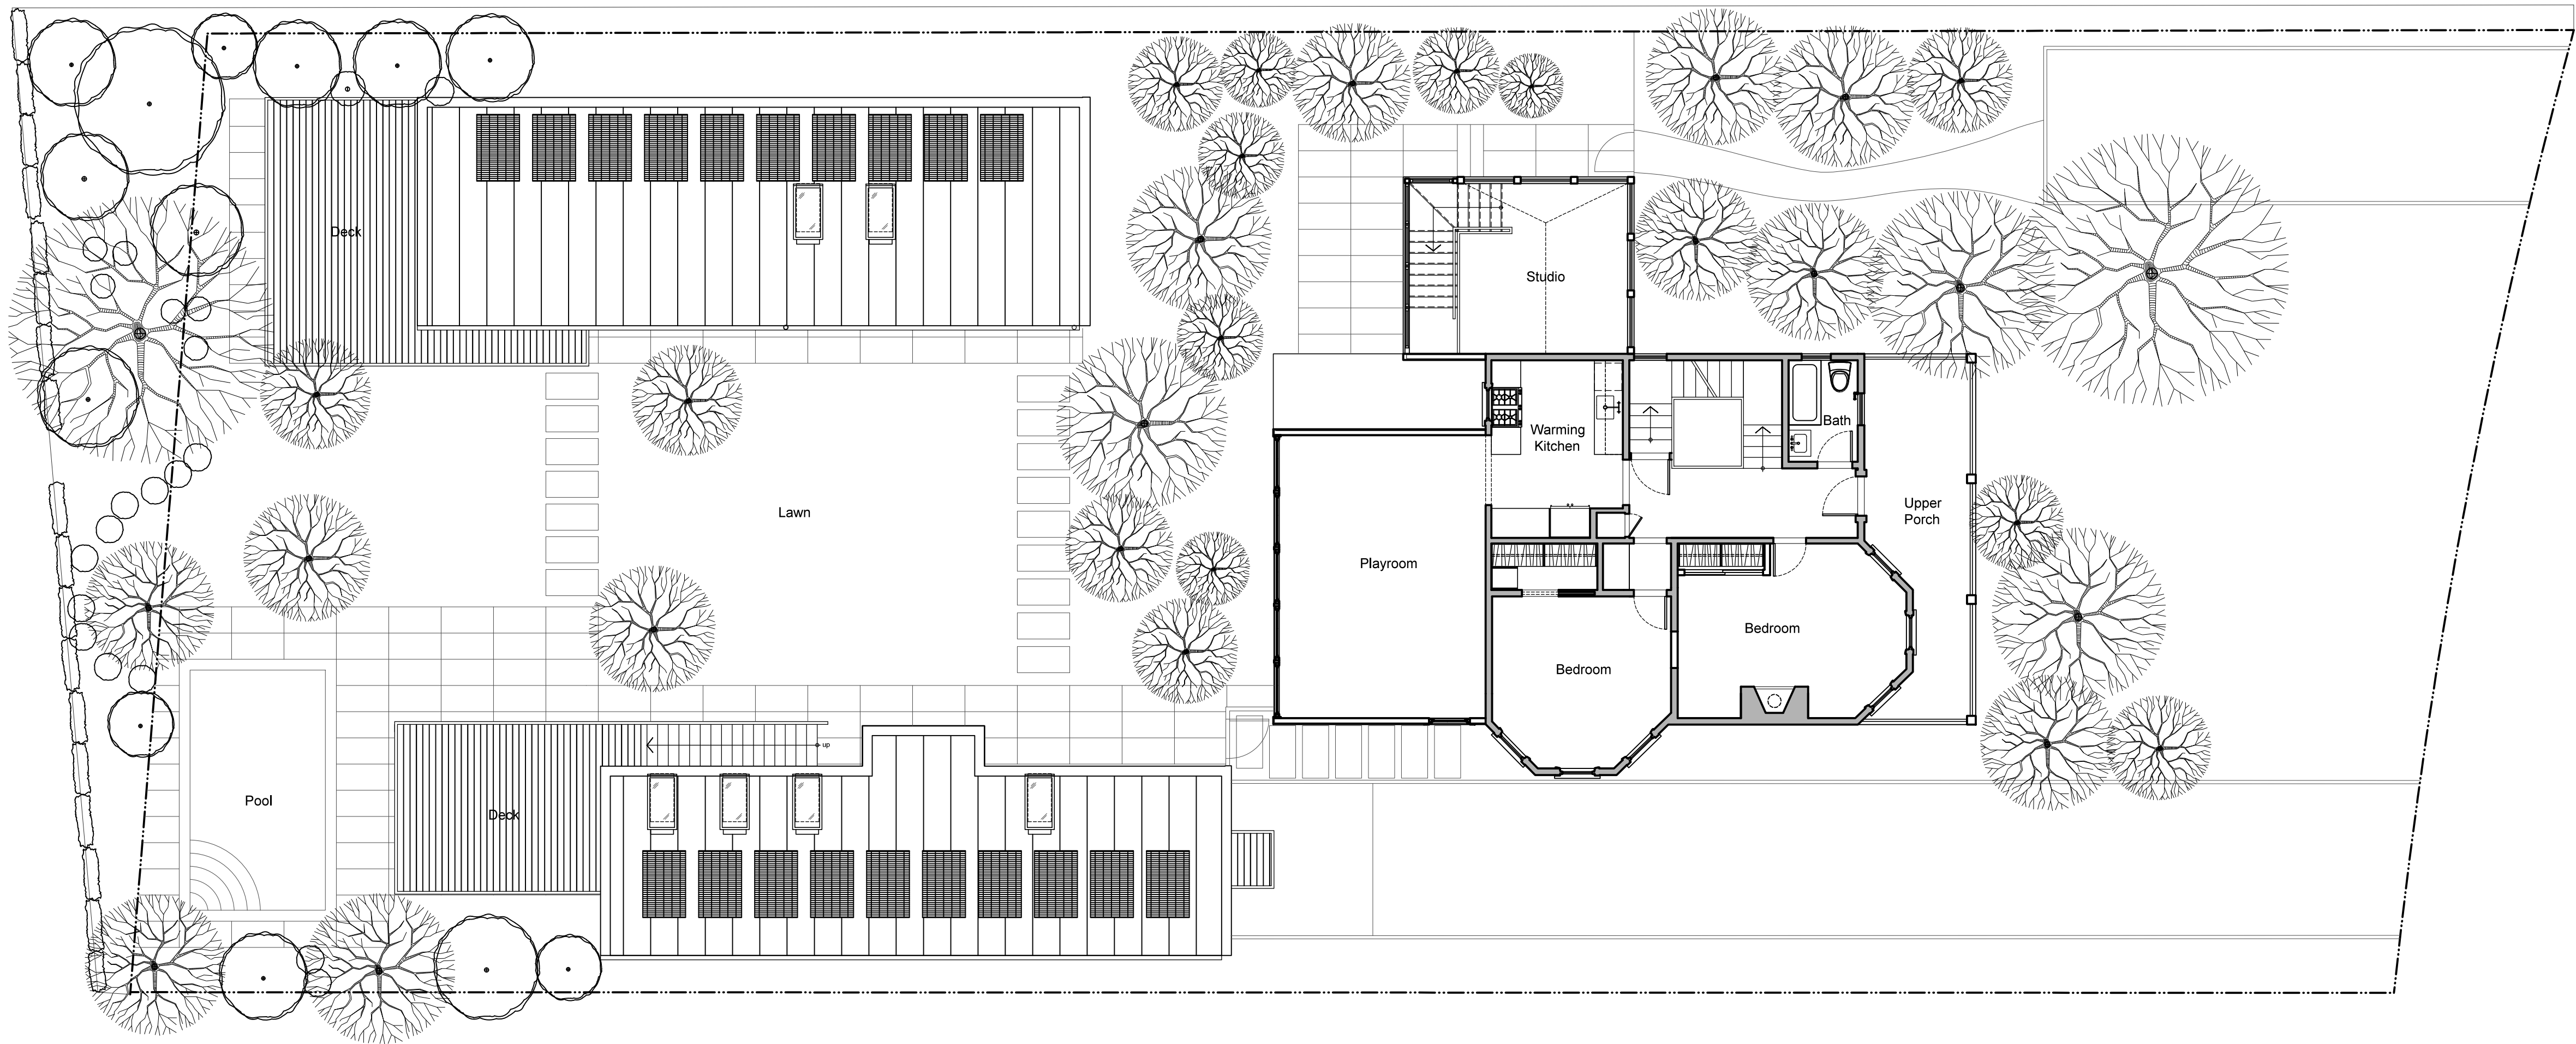 Deck
Studio
Bath
Warming
Kitchen
Upper
Porch
Lawn
Playroom
Bedroom
Bedroom
up
Pool
Deck